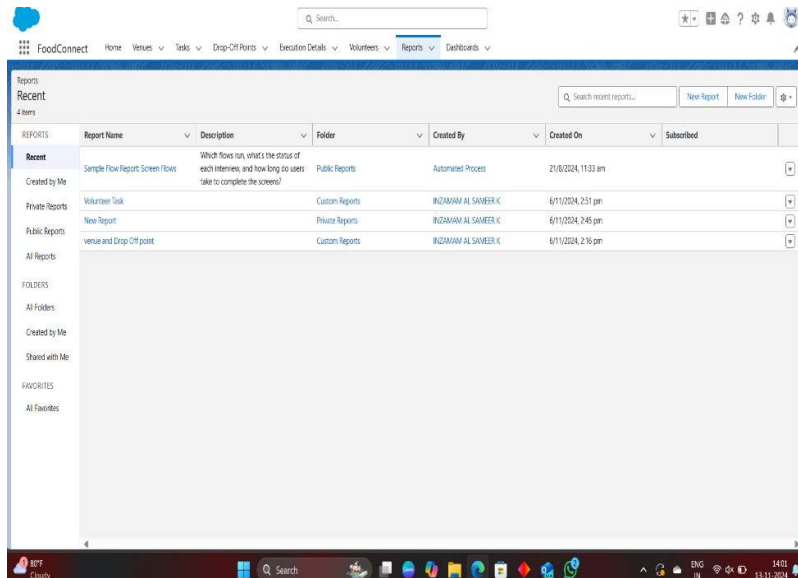 Search...
FoodConnect Home Venues Tasks Drop-Off Points Execution Details Volunteers Reports Dashboards
Reports
Recent
4 items
Search recent reports...
New Report New Folder
REPORTS
Report Name Description Folder Created By Created On Subscribed
Recent
Sample Flow Report: Screen Flows
Which flows run, what's the status of
each interview, and how long do users
take to complete the screens?
Public Reports Automated Process 21/8/2024, 11:33 am
Created by Me
Volunteer Task Custom Reports INZAMAM AL SAMEER K 6/11/2024, 2:51 pm
Private Reports
New Report Private Reports INZAMAM AL SAMEER K 6/11/2024, 2:45 pm
Public Reports
venue and Drop Off point Custom Reports INZAMAM AL SAMEER K 6/11/2024, 2:16 pm
All Reports
FOLDERS
All Folders
Created by Me
Shared with Me
FAVORITES
All Favorites
80°F
Cloudy
Search
ENG
IN
14:01
13-11-2024